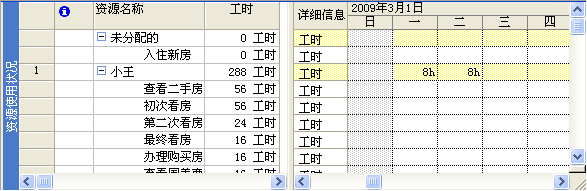 资源使用状况
资源名称 工时 详细信息 2009年3月1日
日 一 二 三 四
未分配的 0 工时 工时
入住新房 0 工时 工时
1 小王 288 工时 工时 8h 8h
查看二手房 56 工时 工时
初次看房 56 工时 工时
第二次看房 24 工时 工时
最终看房 16 工时 工时
办理购买房 16 工时 工时
16 工时 工时